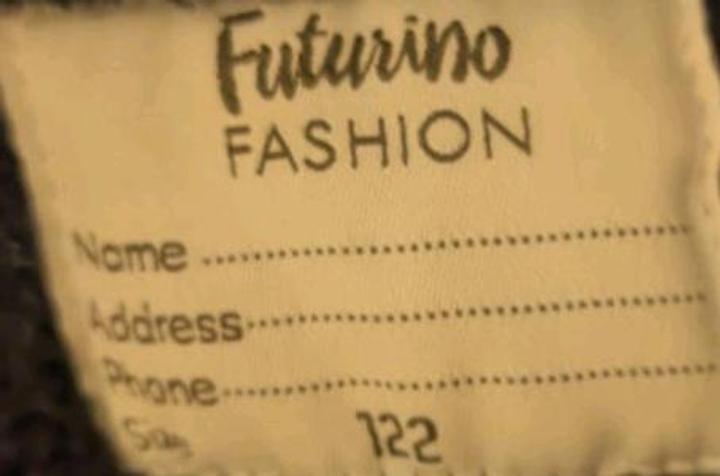 Futurino
FASHION
Name ........................................
Address ........................................
Phone ........................................
122